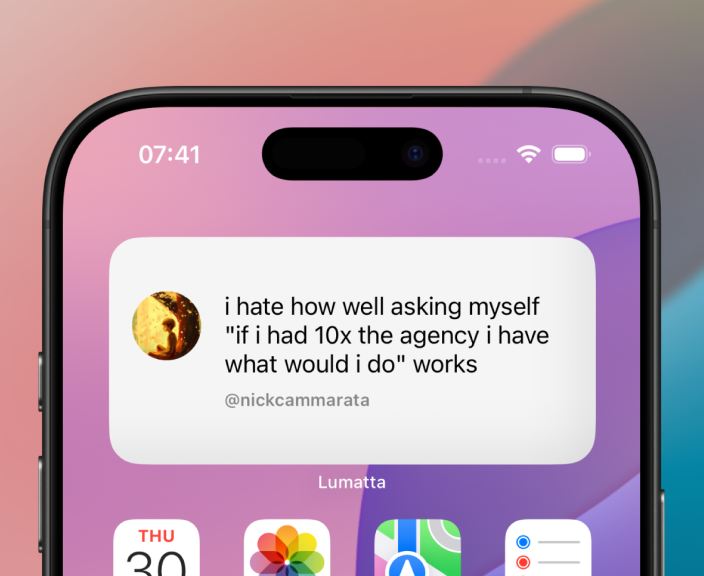 07:41
i hate how well asking myself
"if i had 10x the agency i have
what would i do" works
@nickcammarata
Lumatta
THU
30